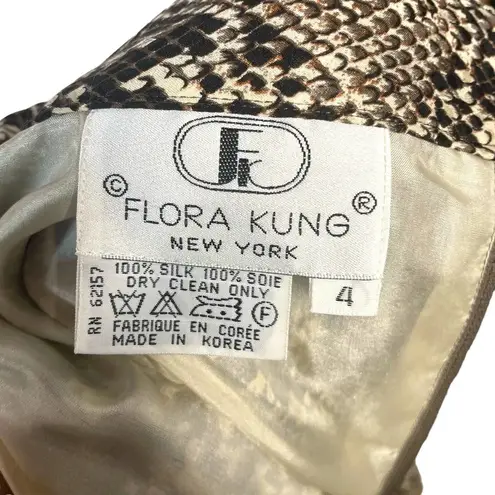 FK
© FLORA KUNG ®
NEW YORK
100% SILK 100% SOIE
DRY CLEAN ONLY
F
FABRIQUE EN CORÉE
MADE IN KOREA
RN 62157
4